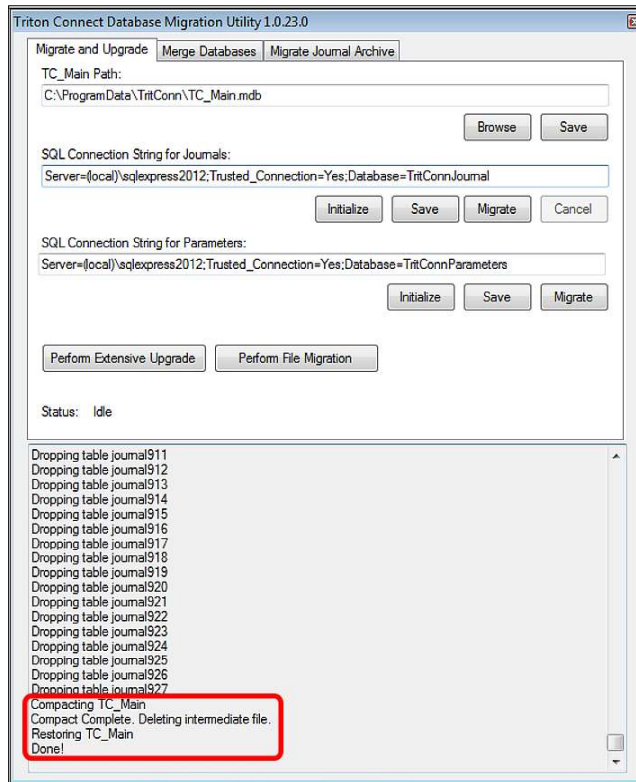 Triton Connect Database Migration Utility 1.0.23.0
Migrate and Upgrade Merge Databases Migrate Journal Archive
TC_Main Path:
C:\ProgramData\TritConn\TC_Main.mdb
Browse Save
SQL Connection String for Journals:
Server=(local)\sqlexpress2012;Trusted_Connection=Yes;Database=TritConnJournal
Initialize Save Migrate Cancel
SQL Connection String for Parameters:
Server=(local)\sqlexpress2012;Trusted_Connection=Yes;Database=TritConnParameters
Initialize Save Migrate
Perform Extensive Upgrade Perform File Migration
Status: Idle
Dropping table journal911
Dropping table journal912
Dropping table journal913
Dropping table journal914
Dropping table journal915
Dropping table journal916
Dropping table journal917
Dropping table journal918
Dropping table journal919
Dropping table journal920
Dropping table journal921
Dropping table journal922
Dropping table journal923
Dropping table journal924
Dropping table journal925
Dropping table journal926
Dropping table journal927
Compacting TC_Main
Compact Complete. Deleting intermediate file.
Restoring TC_Main
Done!